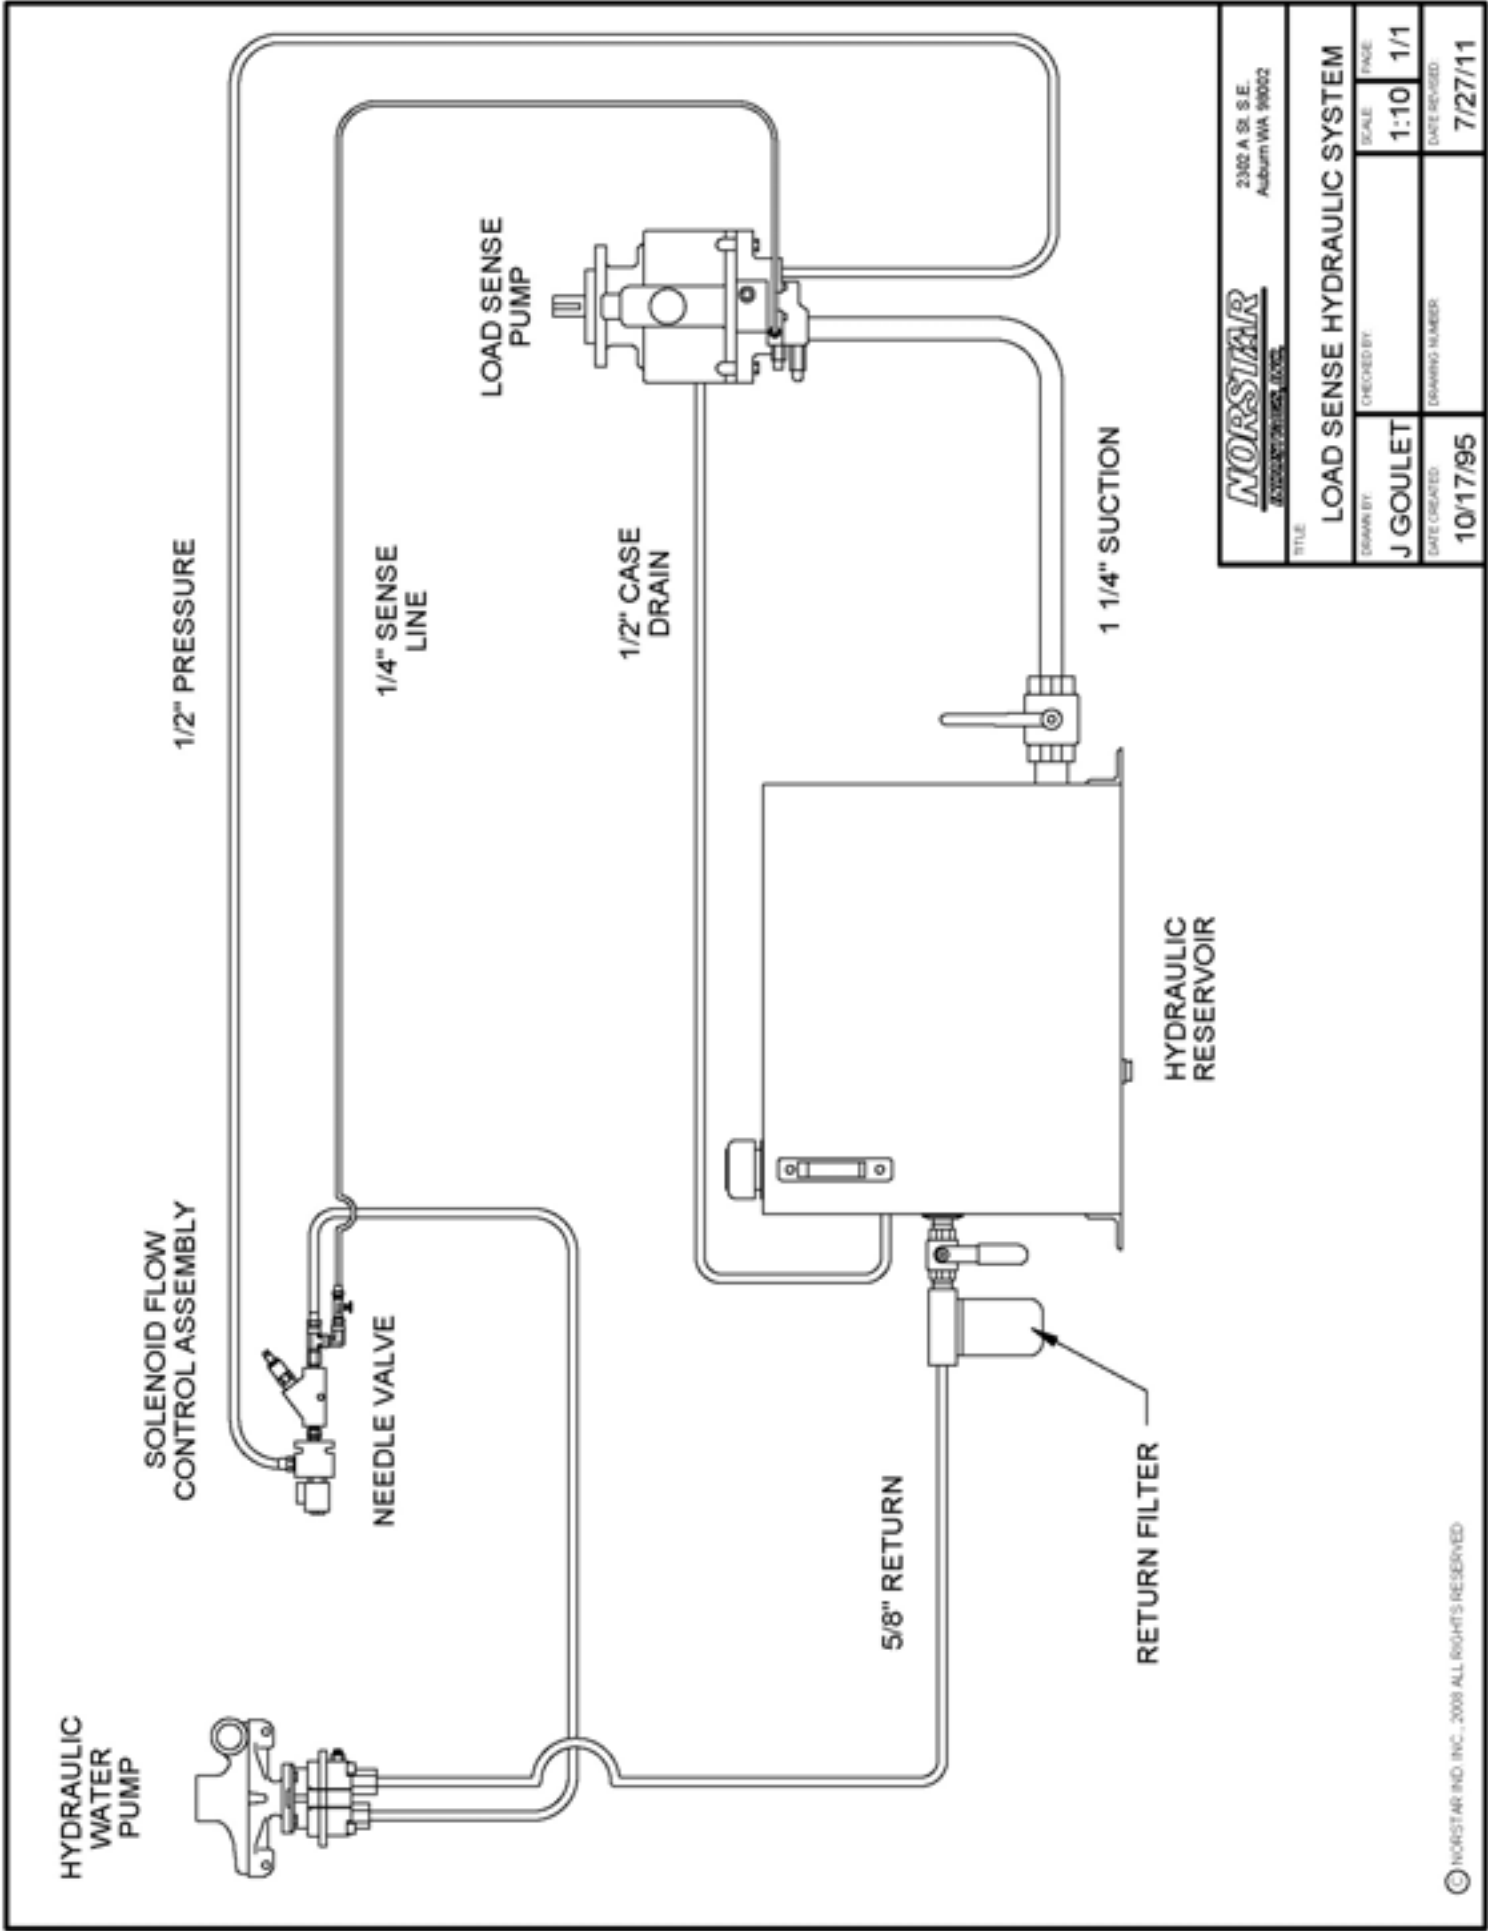 HYDRAULIC
WATER
PUMP
SOLENOID FLOW
CONTROL ASSEMBLY
NEEDLE VALVE
1/2" PRESSURE
1/4" SENSE
LINE
LOAD SENSE
PUMP
1/2" CASE
DRAIN
1 1/4" SUCTION
5/8" RETURN
RETURN FILTER
HYDRAULIC
RESERVOIR
NORSTAR
INDUSTRIES, INC.
2302 A St. S.E.
Auburn WA 98002
TITLE:
LOAD SENSE HYDRAULIC SYSTEM
DRAWN BY:
J GOULET
CHECKED BY:
SCALE:
1:10
PAGE:
1/1
DATE CREATED:
10/17/95
DRAWING NUMBER:
DATE REVISED:
7/27/11
© NORSTAR IND. INC., 2008 ALL RIGHTS RESERVED